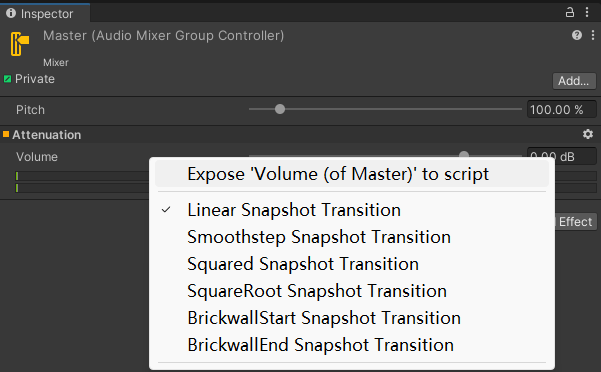 Inspector
Master (Audio Mixer Group Controller)
Mixer
Private
Add...
Pitch
100.00 %
Attenuation
Volume
0.00 dB
Expose 'Volume (of Master)' to script
Linear Snapshot Transition
Smoothstep Snapshot Transition
Squared Snapshot Transition
SquareRoot Snapshot Transition
Effect
BrickwallStart Snapshot Transition
BrickwallEnd Snapshot Transition